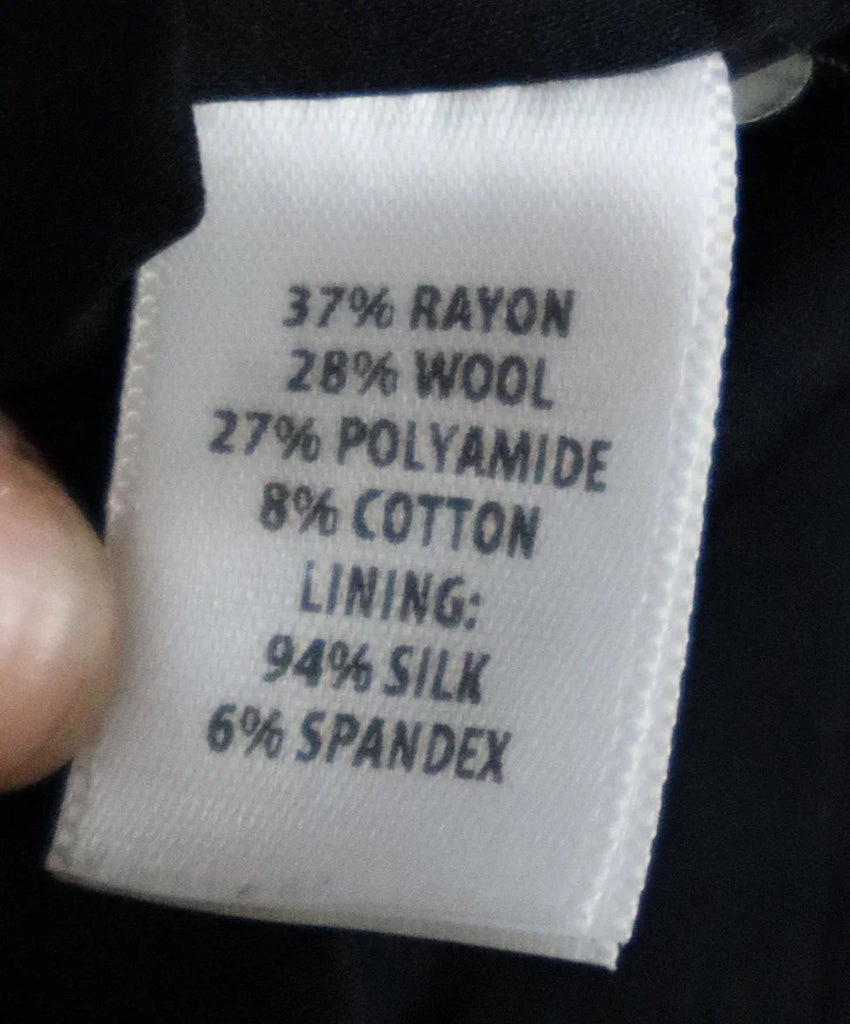 37% RAYON
28% WOOL
27% POLYAMIDE
8% COTTON
LINING:
94% SILK
6% SPANDEX